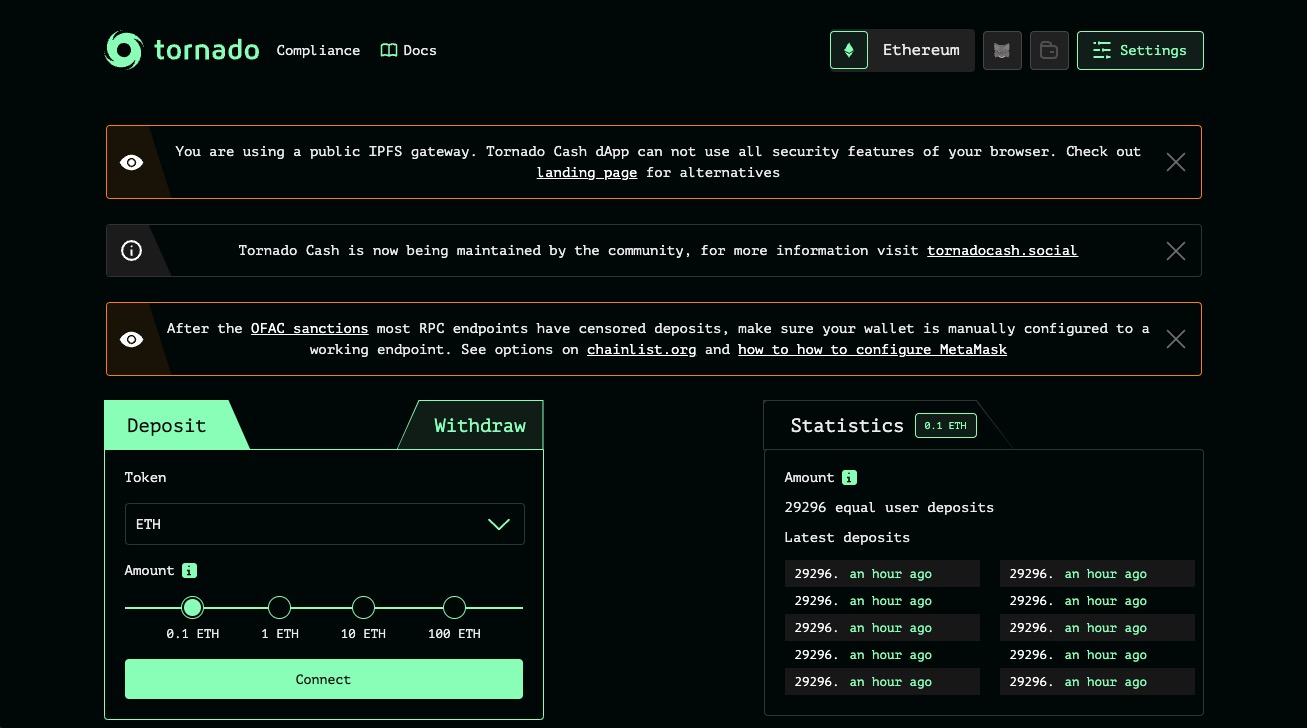 tornado Compliance Docs Ethereum Settings
You are using a public IPFS gateway. Tornado Cash dApp can not use all security features of your browser. Check out
landing page for alternatives
Tornado Cash is now being maintained by the community, for more information visit tornadocash.social
After the OFAC sanctions most RPC endpoints have censored deposits, make sure your wallet is manually configured to a
working endpoint. See options on chainlist.org and how to how to configure MetaMask
Deposit Withdraw
Token
ETH
Amount i
0.1 ETH 1 ETH 10 ETH 100 ETH
Connect
Statistics 0.1 ETH
Amount i
29296 equal user deposits
Latest deposits
29296. an hour ago 29296. an hour ago
29296. an hour ago 29296. an hour ago
29296. an hour ago 29296. an hour ago
29296. an hour ago 29296. an hour ago
29296. an hour ago 29296. an hour ago